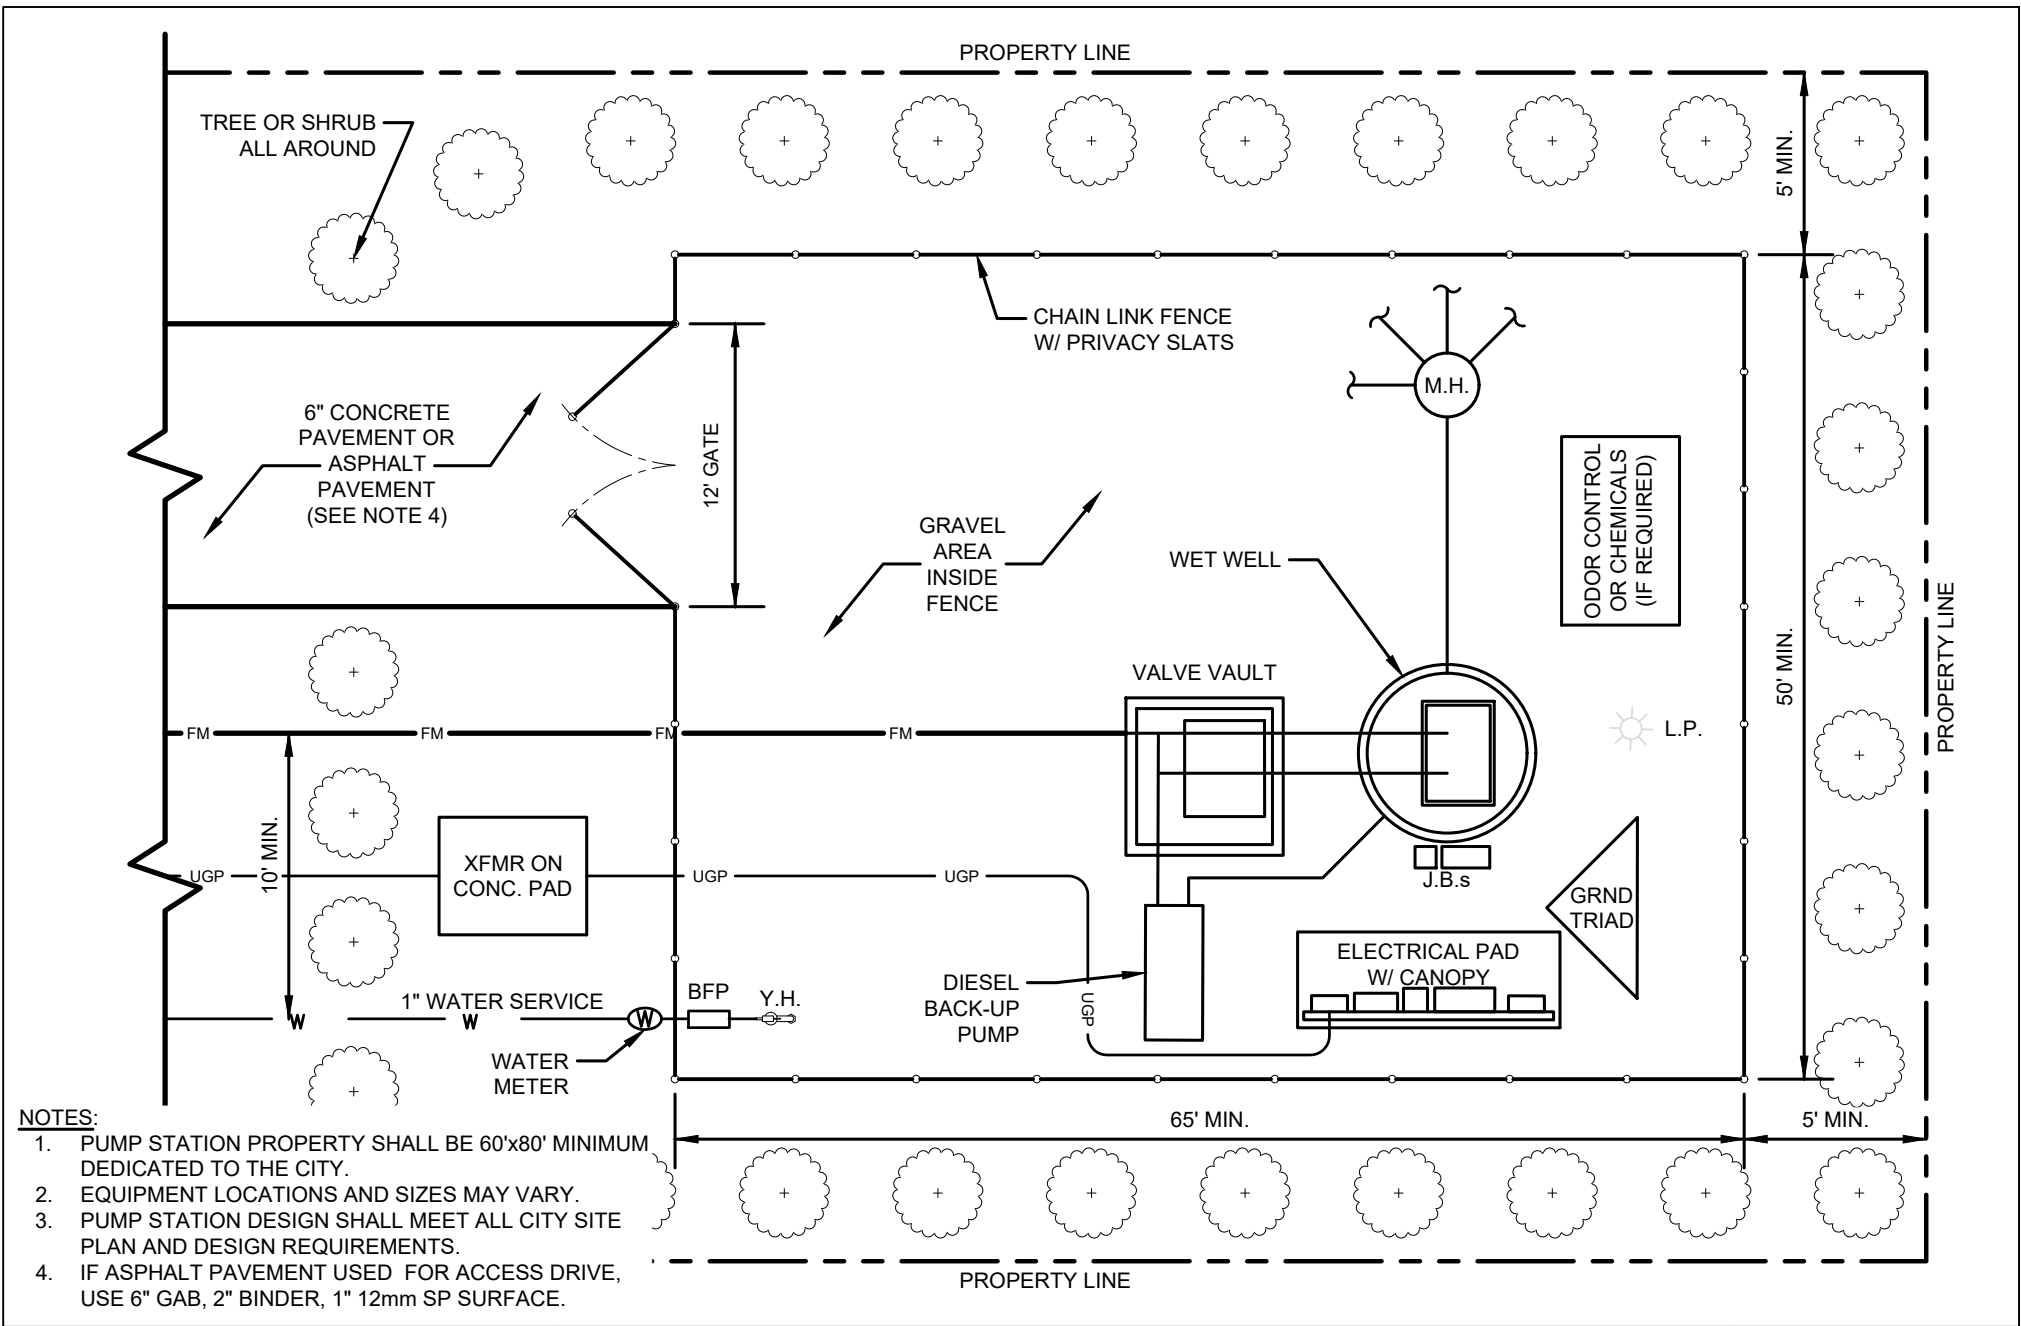 PROPERTY LINE
TREE OR SHRUB
ALL AROUND
5' MIN.
CHAIN LINK FENCE
W/ PRIVACY SLATS
M.H.
6" CONCRETE
PAVEMENT OR
ASPHALT
PAVEMENT
(SEE NOTE 4)
12' GATE
GRAVEL
AREA
INSIDE
FENCE
WET WELL
ODOR CONTROL
OR CHEMICALS
(IF REQUIRED)
50' MIN.
PROPERTY LINE
VALVE VAULT
L.P.
FM
FM
FM
FM
10' MIN.
UGP
XFMR ON
CONC. PAD
UGP
UGP
UGP
J.B.s
GRND
TRIAD
ELECTRICAL PAD
W/ CANOPY
DIESEL
BACK-UP
PUMP
1" WATER SERVICE
W
W
W
BFP
Y.H.
WATER
METER
65' MIN.
5' MIN.
NOTES:
1. PUMP STATION PROPERTY SHALL BE 60'x80' MINIMUM
DEDICATED TO THE CITY.
2. EQUIPMENT LOCATIONS AND SIZES MAY VARY.
3. PUMP STATION DESIGN SHALL MEET ALL CITY SITE
PLAN AND DESIGN REQUIREMENTS.
4. IF ASPHALT PAVEMENT USED FOR ACCESS DRIVE,
USE 6" GAB, 2" BINDER, 1" 12mm SP SURFACE.
PROPERTY LINE